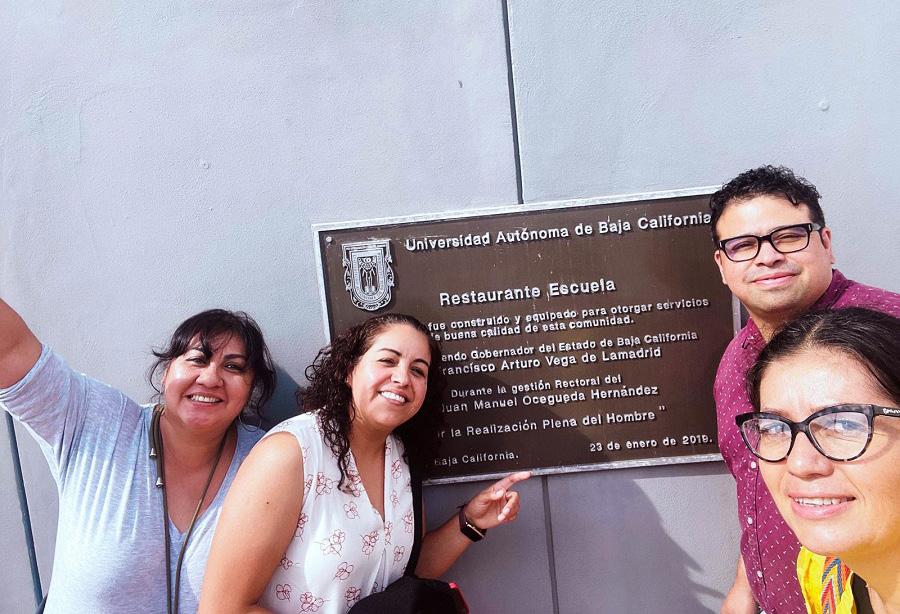 Universidad Autónoma de Baja California
Restaurante Escuela
fue construido y equipado para otorgar servicios
buena calidad de esta comunidad.
Gobernador del Estado de Baja California
Francisco Arturo Vega de Lamadrid
Durante la gestión Rectoral del
Juan Manuel Ocegueda Hernández
la Realización Plena del Hombre "
Baja California. 23 de enero de 2019.